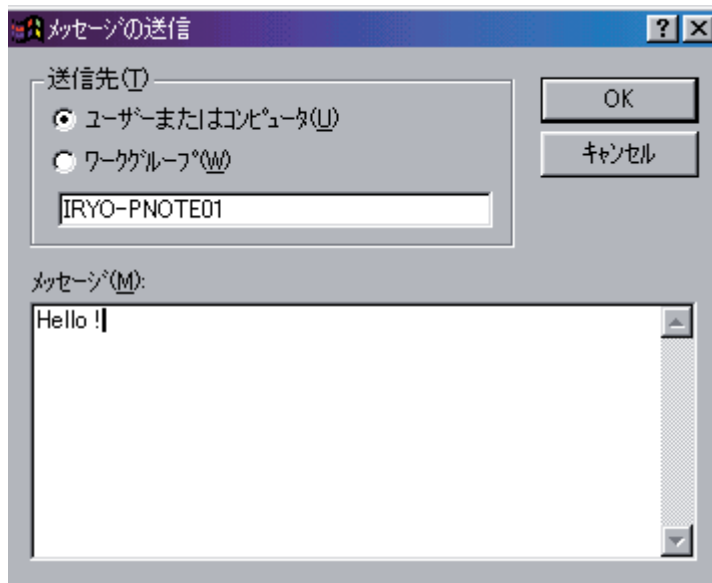 ﾒｯｾｰｼﾞの送信
送信先(T)
ﾕｰｻﾞｰまたはｺﾝﾋﾟｭｰﾀ(U)
ﾜｰｸｸﾞﾙｰﾌﾟ(W)
IRYO-PNOTE01
OK
ｷｬﾝｾﾙ
ﾒｯｾｰｼﾞ(M):
Hello !